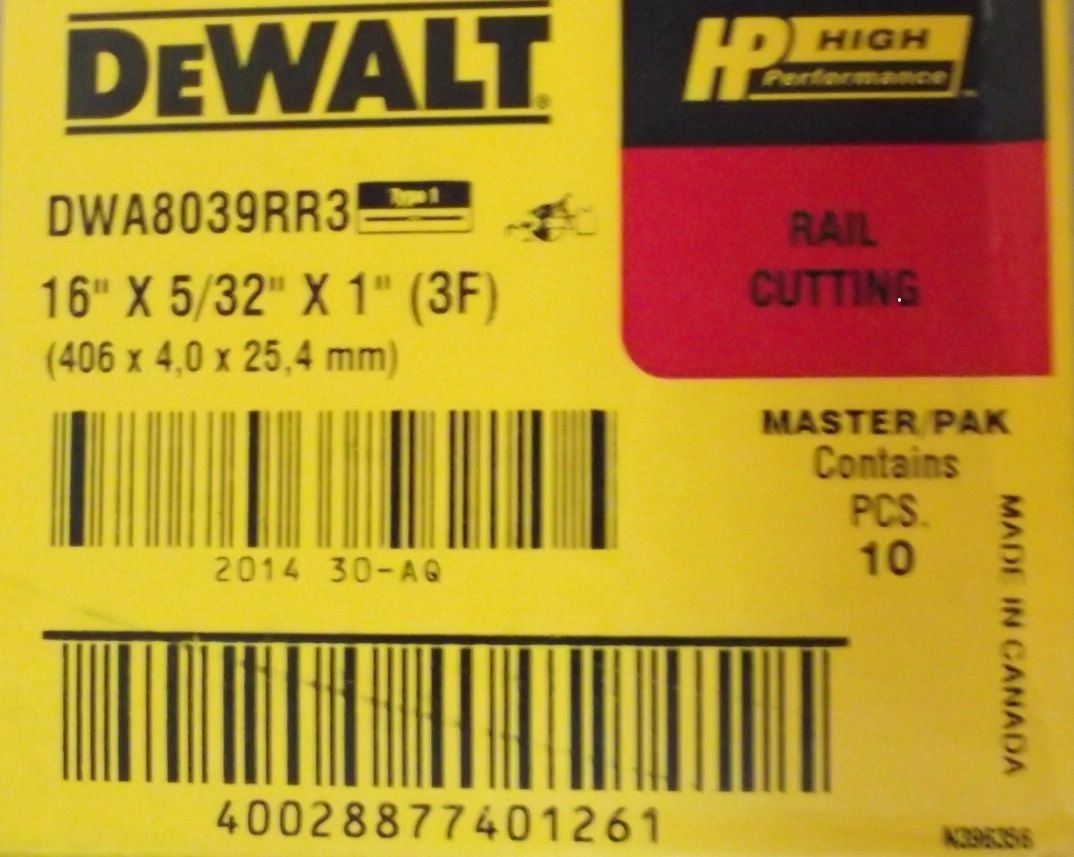 DEWALT®
HP HIGH
Performance™
DWA8039RR3 Type 1
RAIL
CUTTING
16" X 5/32" X 1" (3F)
(406 x 4,0 x 25,4 mm)
MASTER/PAK
Contains
PCS.
10
2014 30-AQ
MADE IN CANADA
40028877401261
N396356